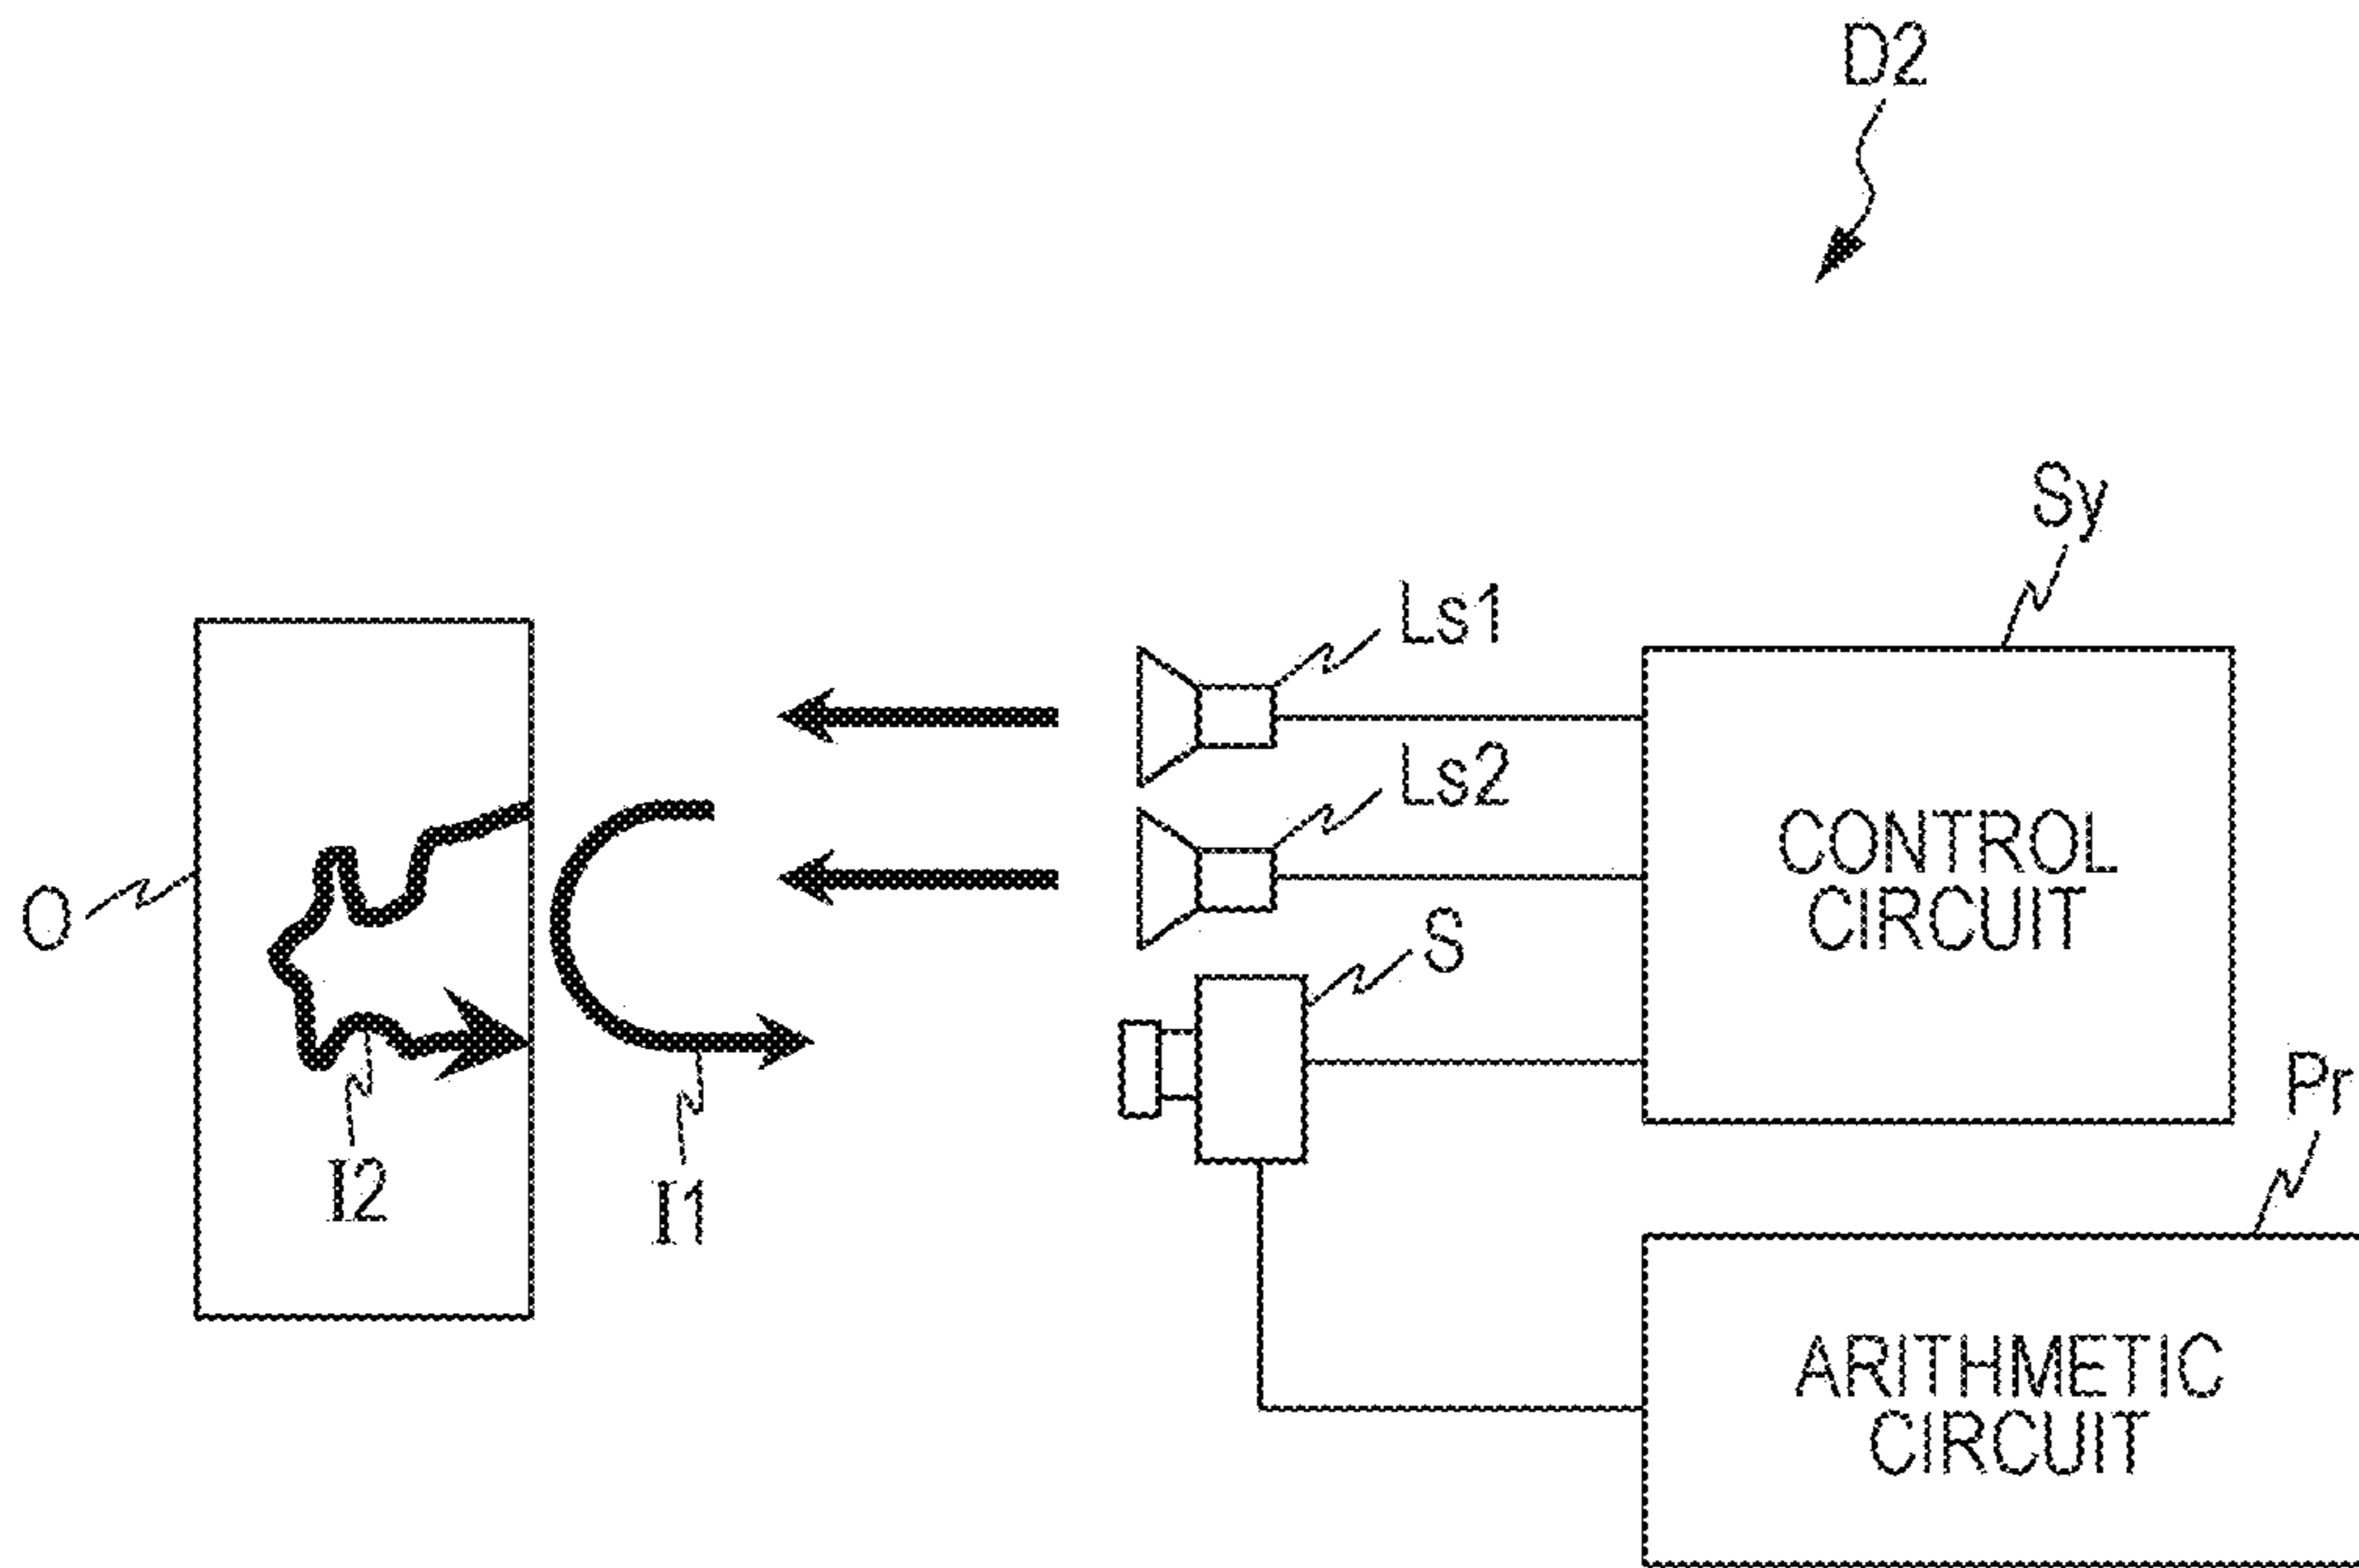 D2
Sy
Ls1
Ls2
CONTROL
CIRCUIT
O
S
Pr
I2
I1
ARITHMETIC
CIRCUIT